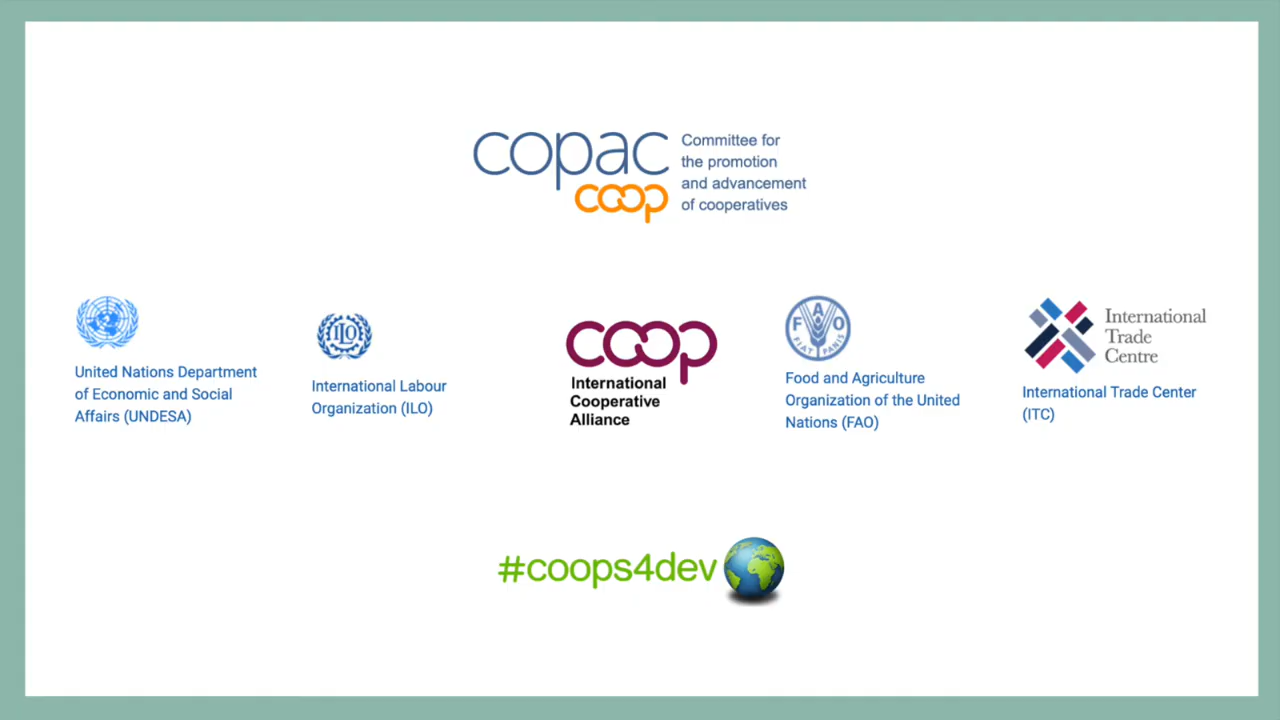 copac
coop
Committee for
the promotion
and advancement
of cooperatives
United Nations Department
of Economic and Social
Affairs (UNDESA)
ILO
International Labour
Organization (ILO)
coop
International
Cooperative
Alliance
F A O
FIAT PANIS
Food and Agriculture
Organization of the United
Nations (FAO)
International
Trade
Centre
International Trade Center
(ITC)
#coops4dev